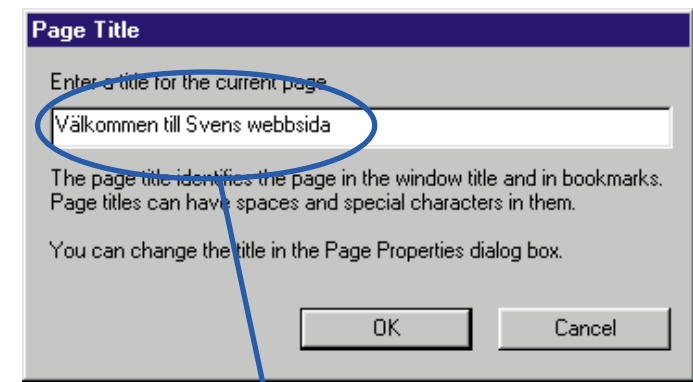 Page Title
Enter a title for the current page
Välkommen till Svens webbsida
The page title identifies the page in the window title and in bookmarks.
Page titles can have spaces and special characters in them.
You can change the title in the Page Properties dialog box.
OK
Cancel